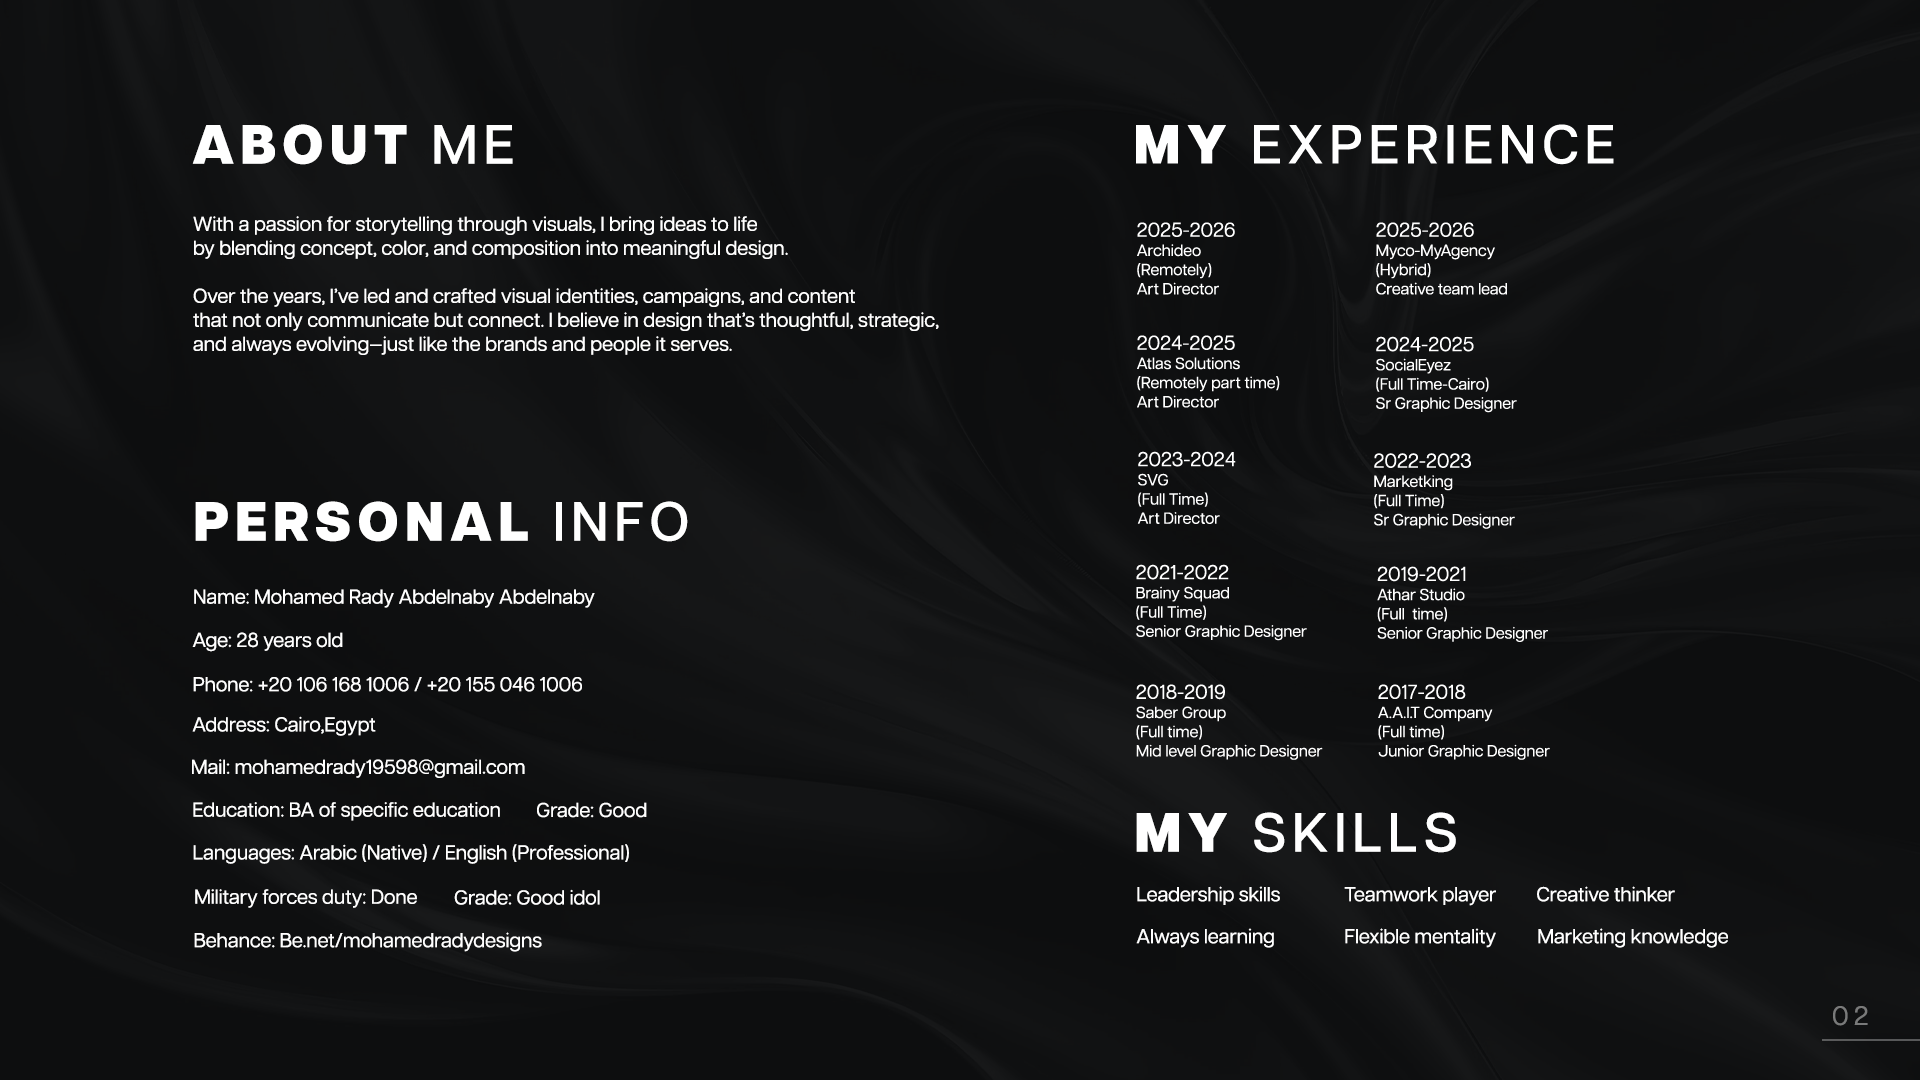 ABOUT ME
With a passion for storytelling through visuals, I bring ideas to life
by blending concept, color, and composition into meaningful design.
Over the years, I've led and crafted visual identities, campaigns, and content
that not only communicate but connect. I believe in design that's thoughtful, strategic,
and always evolving—just like the brands and people it serves.
PERSONAL INFO
Name: Mohamed Rady Abdelnaby Abdelnaby
Age: 28 years old
Phone: +20 106 168 1006 / +20 155 046 1006
Address: Cairo,Egypt
Mail: mohamedrady19598@gmail.com
Education: BA of specific education Grade: Good
Languages: Arabic (Native) / English (Professional)
Military forces duty: Done Grade: Good idol
Behance: Be.net/mohamedradydesigns
MY EXPERIENCE
2025-2026
Archideo
(Remotely)
Art Director
2025-2026
Myco-MyAgency
(Hybrid)
Creative team lead
2024-2025
Atlas Solutions
(Remotely part time)
Art Director
2024-2025
SocialEyez
(Full Time-Cairo)
Sr Graphic Designer
2023-2024
SVG
(Full Time)
Art Director
2022-2023
Marketking
(Full Time)
Sr Graphic Designer
2021-2022
Brainy Squad
(Full Time)
Senior Graphic Designer
2019-2021
Athar Studio
(Full time)
Senior Graphic Designer
2018-2019
Saber Group
(Full time)
Mid level Graphic Designer
2017-2018
A.A.I.T Company
(Full time)
Junior Graphic Designer
MY SKILLS
Leadership skills Teamwork player Creative thinker
Always learning Flexible mentality Marketing knowledge
02